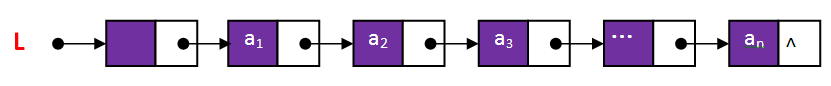 L a₁ a₂ a₃ ... aₙ ^